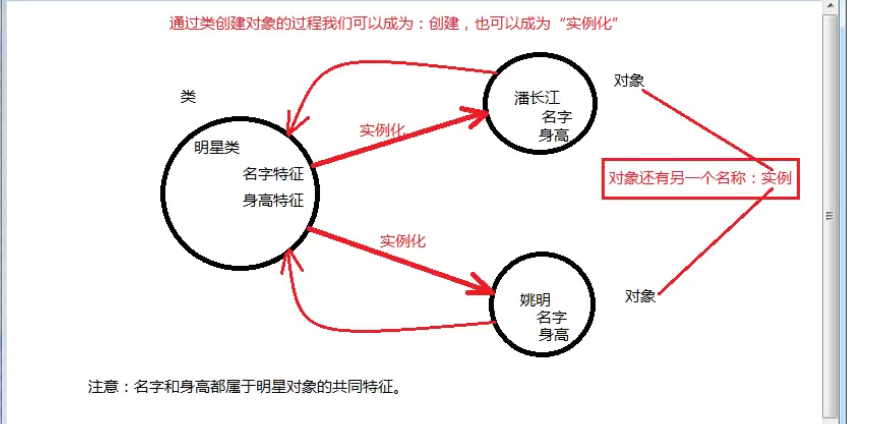 通过类创建对象的过程我们可以成为：创建，也可以成为“实例化”
类
明星类
名字特征
身高特征
实例化
实例化
潘长江
名字
身高
对象
对象还有另一个名称：实例
姚明
名字
身高
对象
注意：名字和身高都属于明星对象的共同特征。